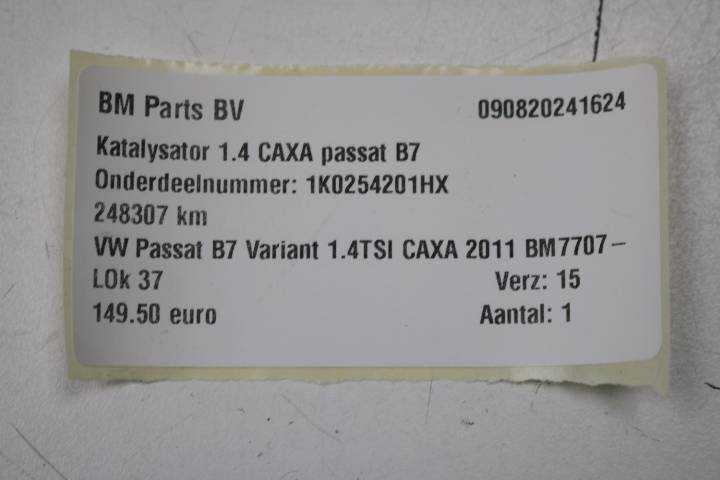 BM Parts BV 090820241624
Katalysator 1.4 CAXA passat B7
Onderdeelnummer: 1K0254201HX
248307 km
VW Passat B7 Variant 1.4TSI CAXA 2011 BM7707-
LOk 37 Verz: 15
149.50 euro Aantal: 1